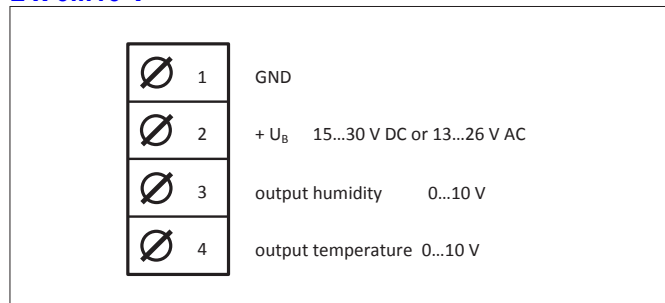 1 GND
2 + U_B 15...30 V DC or 13...26 V AC
3 output humidity 0...10 V
4 output temperature 0...10 V